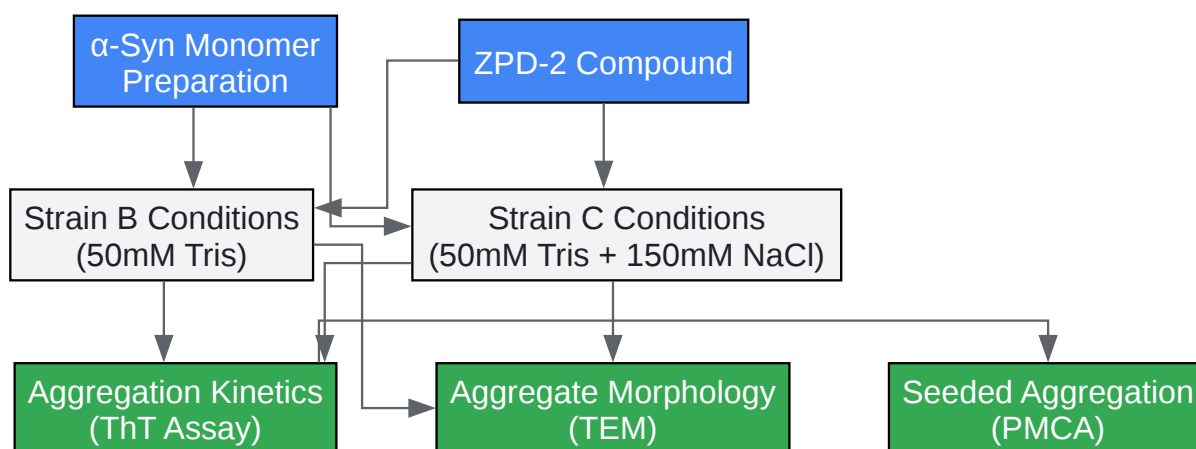 α-Syn Monomer
Preparation
ZPD-2 Compound
Strain B Conditions
(50mM Tris)
Strain C Conditions
(50mM Tris + 150mM NaCl)
Aggregation Kinetics
(ThT Assay)
Aggregate Morphology
(TEM)
Seeded Aggregation
(PMCA)